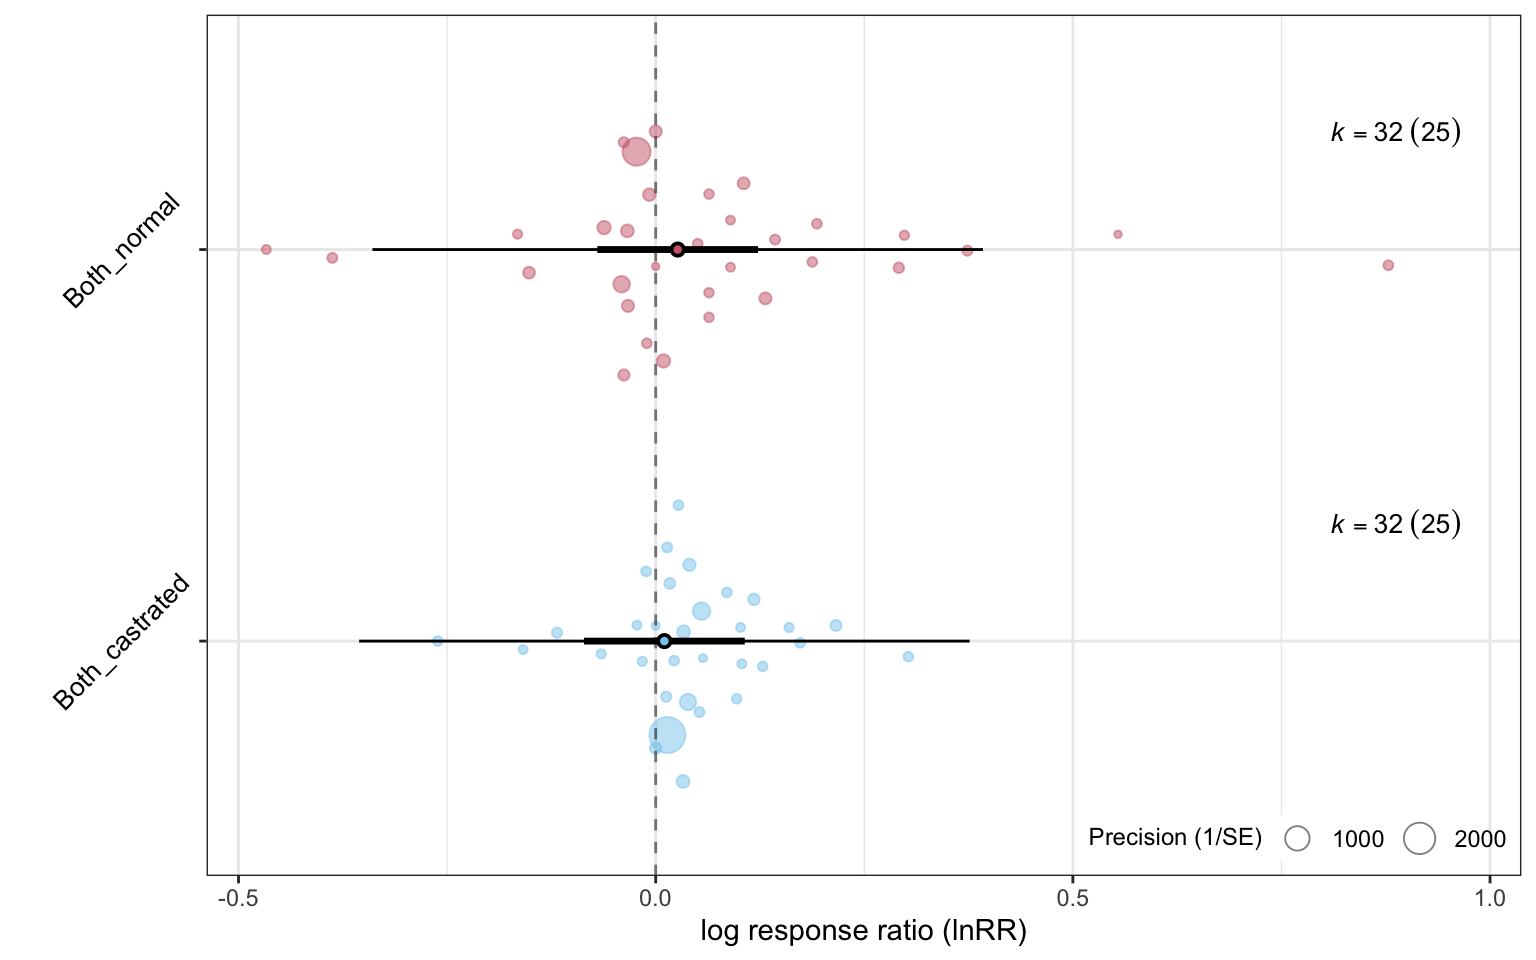 k = 32 (25)
Both_normal
k = 32 (25)
Both_castrated
Precision (1/SE) 1000 2000
-0.5 0.0 0.5 1.0
log response ratio (lnRR)